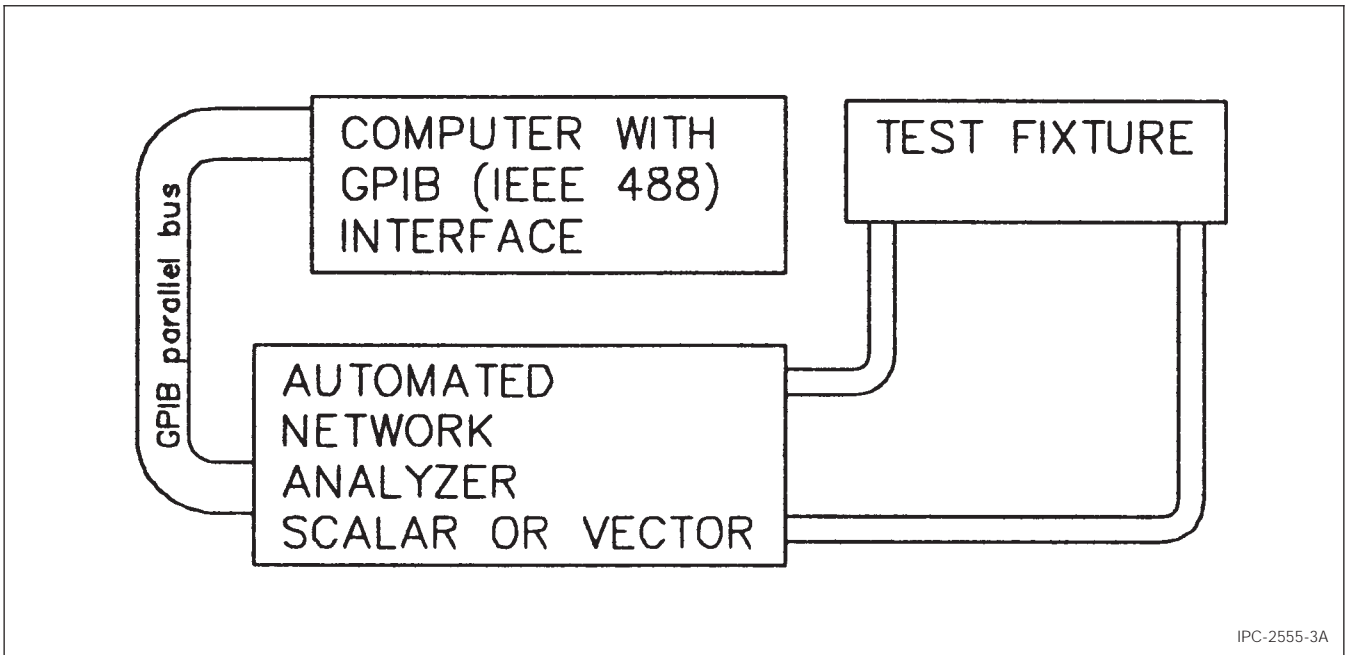 COMPUTER WITH
GPIB (IEEE 488)
INTERFACE
TEST FIXTURE
GPIB parallel bus
AUTOMATED
NETWORK
ANALYZER
SCALAR OR VECTOR
IPC-2555-3A